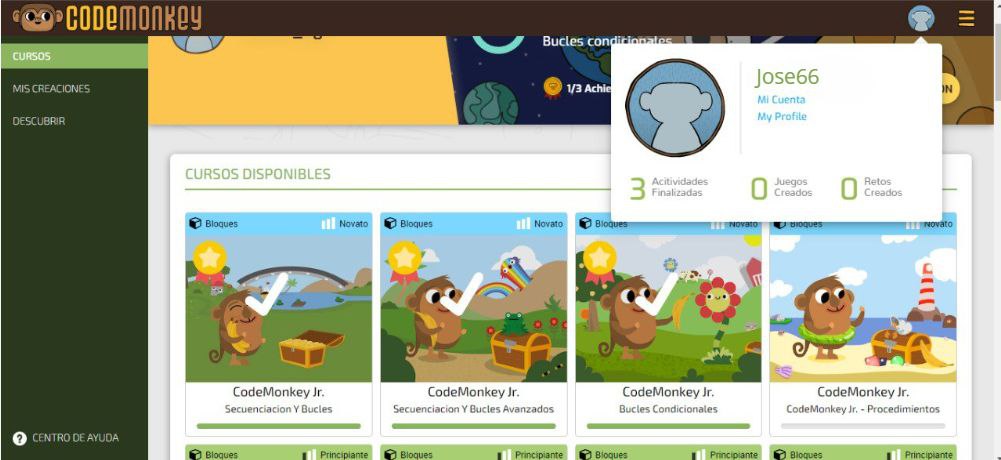 CODEMONKEY
CURSOS
MIS CREACIONES
DESCUBRIR
CENTRO DE AYUDA
Bucles condicionales
1/3 Achie
Jose66
Mi Cuenta
My Profile
3 Acitividades Finalizadas
0 Juegos Creados
0 Retos Creados
CURSOS DISPONIBLES
Bloques Novato
CodeMonkey Jr.
Secuenciacion Y Bucles
Bloques Novato
CodeMonkey Jr.
Secuenciacion Y Bucles Avanzados
Bloques Novato
CodeMonkey Jr.
Bucles Condicionales
Bloques Novato
CodeMonkey Jr.
CodeMonkey Jr. - Procedimientos
Bloques Principiante
Bloques Principiante
Bloques Principiante
Bloques Principiante